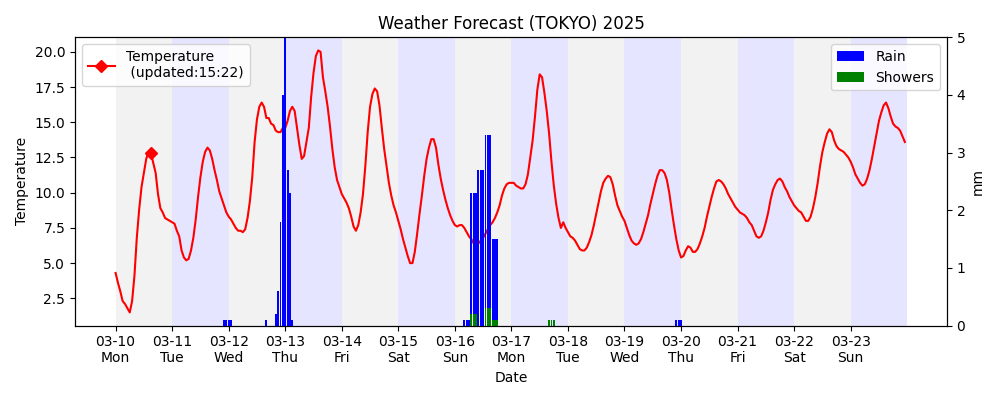 Weather Forecast (TOKYO) 2025
Temperature
(updated:15:22)
Rain
Showers
Temperature
20.0
17.5
15.0
12.5
10.0
7.5
5.0
2.5
5
4
3
2
1
0
mm
03-10 03-11 03-12 03-13 03-14 03-15 03-16 03-17 03-18 03-19 03-20 03-21 03-22 03-23
Mon Tue Wed Thu Fri Sat Sun Mon Tue Wed Thu Fri Sat Sun
Date